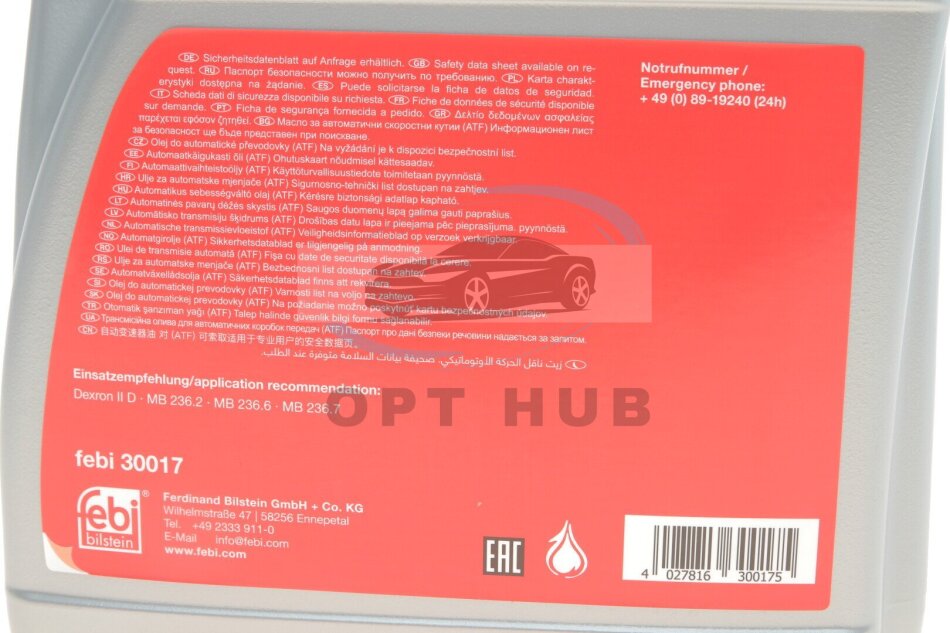 DE Sicherheitsdatenblatt auf Anfrage erhältlich. GB Safety data sheet available on re-
quest. RU Паспорт безопасности можно получить по требованию. PL Karta charakt-
erystyki dostępna na żądanie. ES Puede solicitarse la ficha de datos de seguridad.
IT Scheda dati di sicurezza disponibile su richiesta. FR Fiche de données de sécurité disponible
sur demande. PT Ficha de segurança fornecida a pedido. GR Δελτίο δεδομένων ασφαλείας
παρέχεται εφόσον ζητηθεί. BG Масло за автоматични скоростни кутии (ATF) Информационен лист
за безопасност ще бъде представен при поискване.
CZ Olej do automatické převodovky (ATF) Na vyžádání je k dispozici bezpečnostní list.
EE Automaatkäigukasti õli (ATF) Ohutuskaart nõudmisel kättesaadav.
FI Automaattivaihteistoöljy (ATF) Käyttöturvallisuustiedote toimitetaan pyynnöstä.
HR Ulje za automatske mjenjače (ATF) Sigurnosno-tehnički list dostupan na zahtjev.
HU Automatikus sebességváltó olaj (ATF) Kérésre biztonsági adatlap kapható.
LT Automatinės pavarų dėžės skystis (ATF) Saugos duomenų lapą galima gauti paprašius.
LV Automātisko transmisiju šķidrums (ATF) Drošības datu lapa ir pieejama pēc pieprasījuma. pyynnöstä.
NL Automatische transmissievloeistof (ATF) Veiligheidsinformatieblad op verzoek verkrijgbaar.
NO Automatgirolje (ATF) Sikkerhetsdatablad er tilgjengelig på anmodning.
RO Ulei de transmisie automată (ATF) Fişa cu date de securitate disponibilă la cerere.
RS Ulje za automatske menjače (ATF) Bezbednosni list dostupan na zahtev.
SE Automatväxellådsolja (ATF) Säkerhetsdatablad finns att rekvirera.
SI Olej do automatickej prevodovky (ATF) Varnosti list na voljo na zahtevo.
SK Olej do automatickej prevodovky (ATF) Na požiadanie možno poskytnúť kartu bezpečnostných údajov.
TR Otomatik şanzıman yağı (ATF) Talep halinde güvenlik bilgi formu sağlanabilir.
UA Трансмісійна олива для автоматичних коробок передач (ATF) Паспорт про дані безпеки речовини надається за запитом.
CN 自动变速器油 对 (ATF) 可索取适用于专业用户的安全数据页。
زيت ناقل الحركة الأوتوماتيكي. صحيفة بيانات السلامة متوفرة عند الطلب.
Notrufnummer /
Emergency phone:
+ 49 (0) 89-19240 (24h)
Einsatzempfehlung/application recommendation:
Dexron II D · MB 236.2 · MB 236.6 · MB 236.7
OPT HUB
febi 30017
febi
bilstein
®
Ferdinand Bilstein GmbH + Co. KG
Wilhelmstraße 47 | 58256 Ennepetal
Tel. +49 2333 911-0
E-Mail info@febi.com
www.febi.com
EAC
4 027816 300175